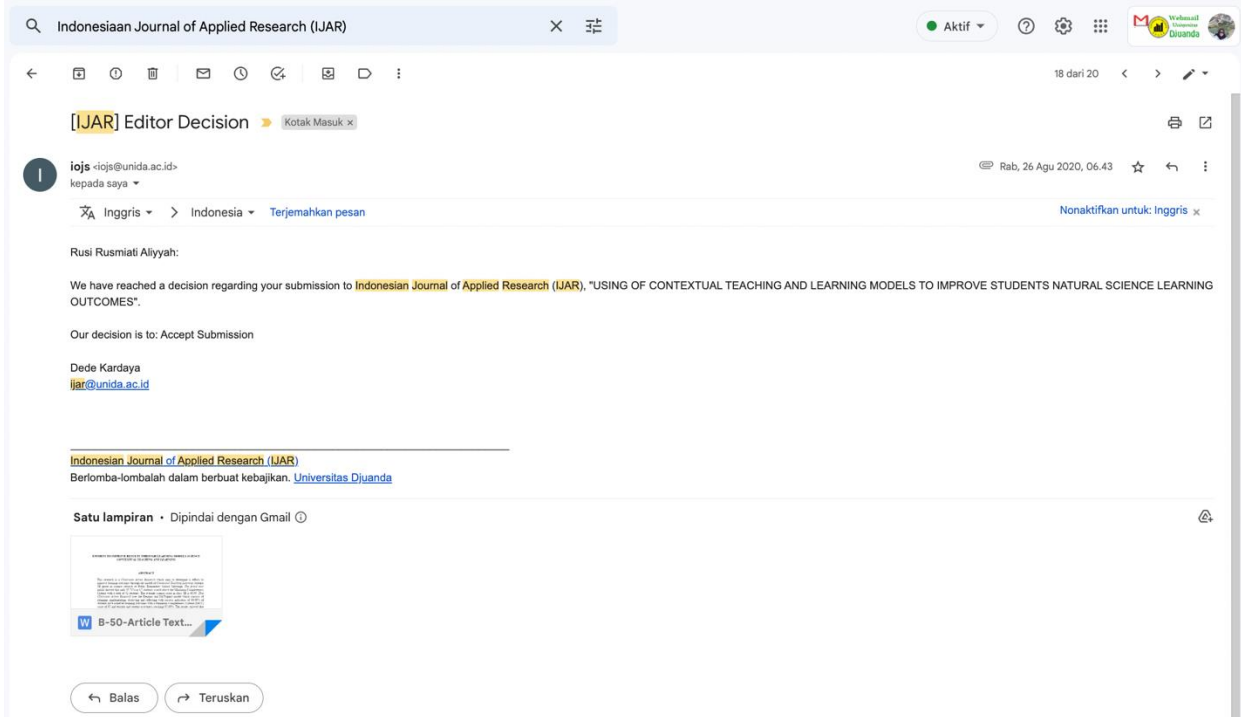 Indonesiaan Journal of Applied Research (IJAR)
Aktif
Webmail
Universitas
Djuanda
18 dari 20
[IJAR] Editor Decision
Kotak Masuk ×
iojs <iojs@unida.ac.id>
Rab, 26 Agu 2020, 06.43
kepada saya
Inggris > Indonesia Terjemahkan pesan
Nonaktifkan untuk: Inggris ×
Rusi Rusmiati Aliyyah:
We have reached a decision regarding your submission to Indonesian Journal of Applied Research (IJAR), "USING OF CONTEXTUAL TEACHING AND LEARNING MODELS TO IMPROVE STUDENTS NATURAL SCIENCE LEARNING
OUTCOMES".
Our decision is to: Accept Submission
Dede Kardaya
ijar@unida.ac.id
Indonesian Journal of Applied Research (IJAR)
Berlomba-lombalah dalam berbuat kebajikan. Universitas Djuanda
Satu lampiran • Dipindai dengan Gmail
ABSTRACT
W B-50-Article Text...
Balas
Teruskan